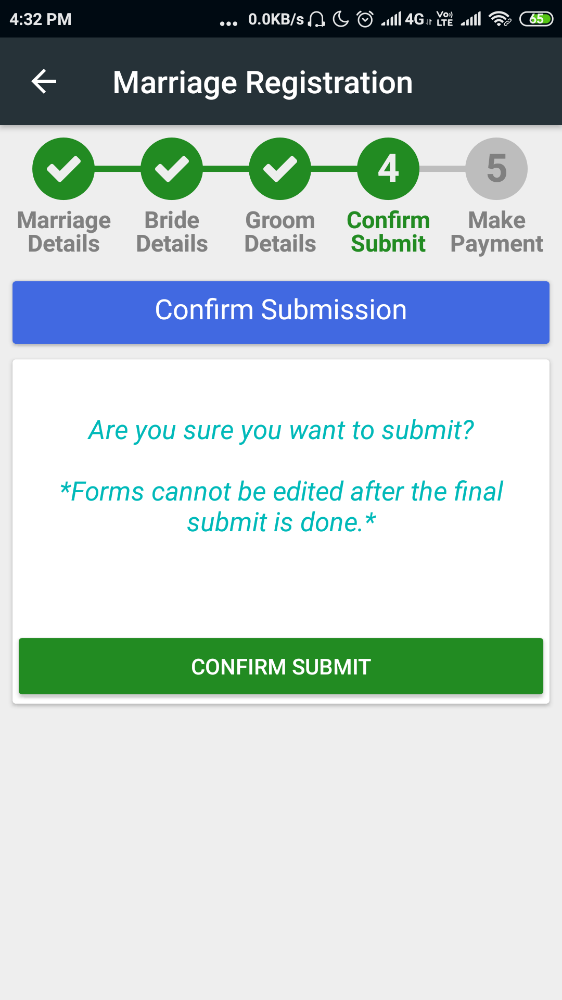 4:32 PM
... 0.0KB/s 4G VoLTE 65
Marriage Registration
4 5
Marriage Details
Bride Details
Groom Details
Confirm Submit
Make Payment
Confirm Submission
Are you sure you want to submit?
*Forms cannot be edited after the final
submit is done.*
CONFIRM SUBMIT